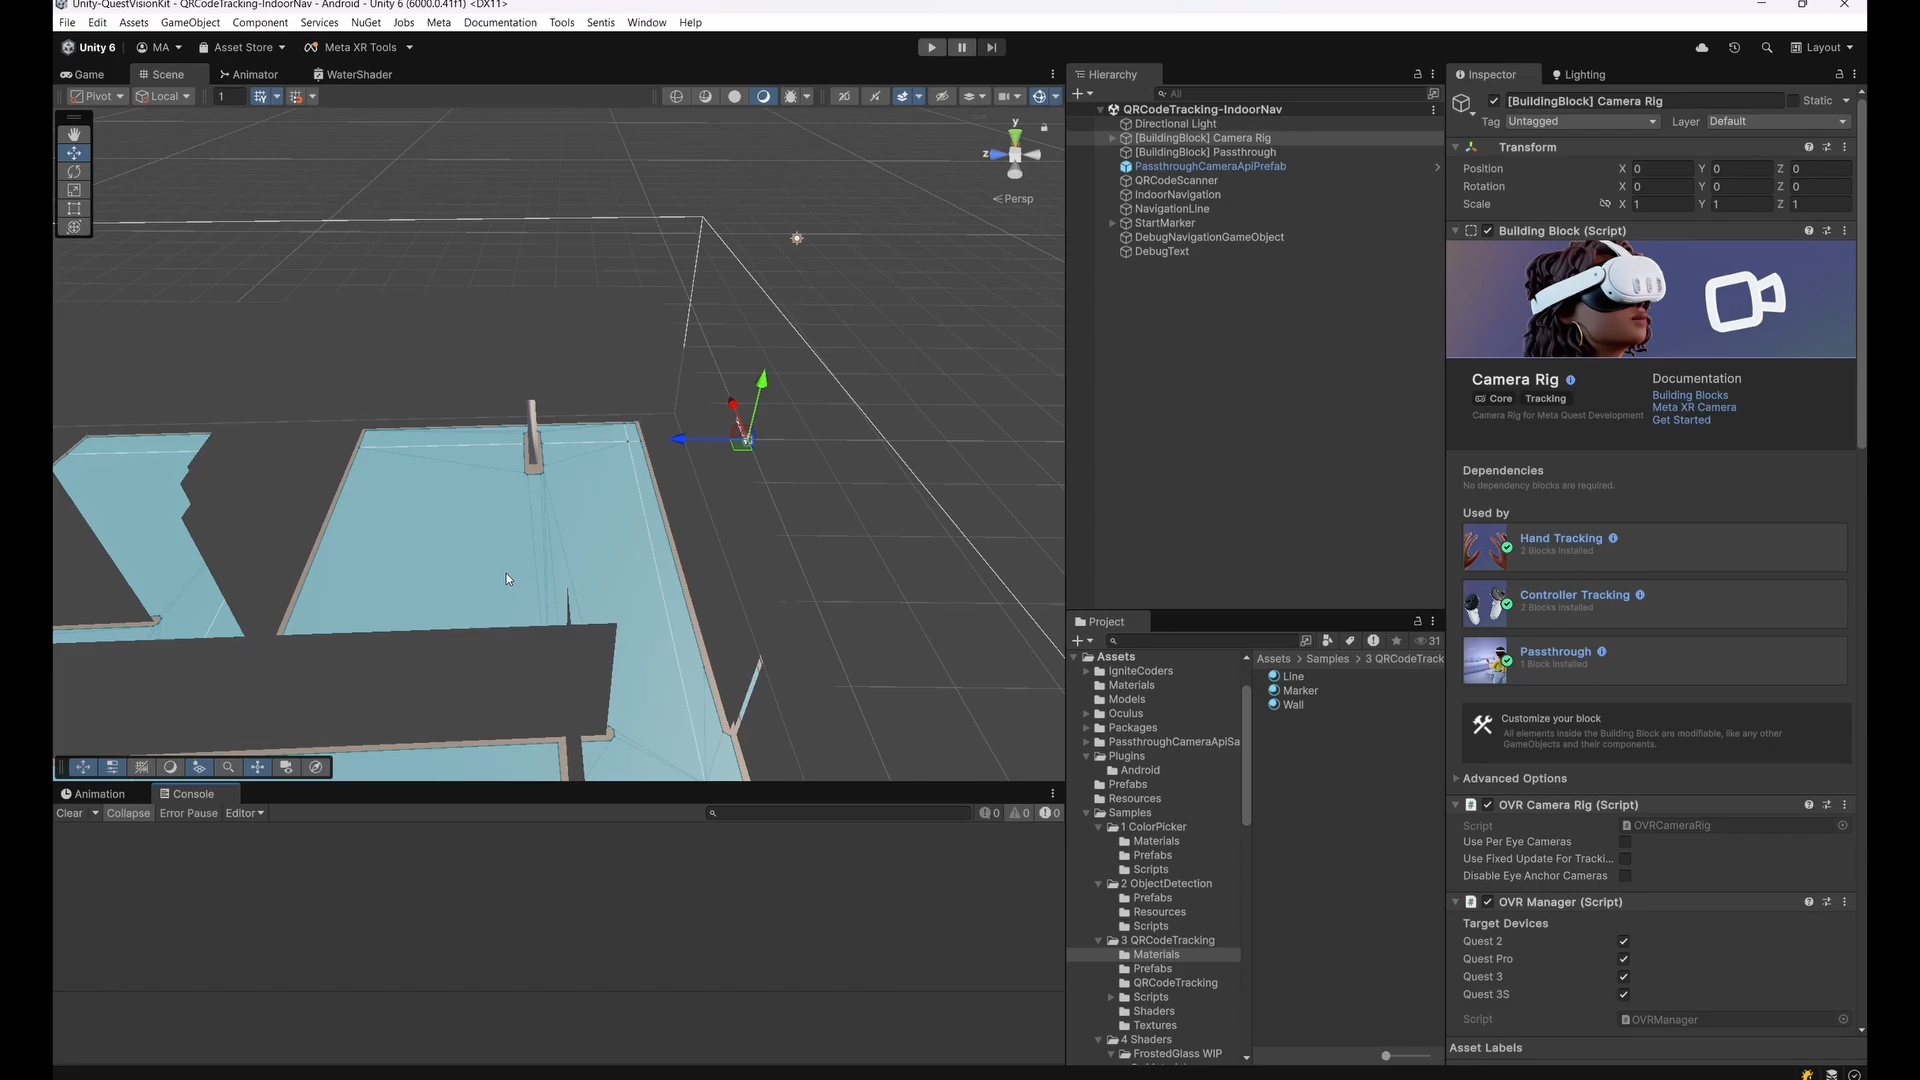 Unity-QuestVisionKit - QRCodeTracking-IndoorNav - Android - Unity 6 (6000.0.41f1) <DX11>
File Edit Assets GameObject Component Services NuGet Jobs Meta Documentation Tools Sentis Window Help
Unity 6 MA Asset Store Meta XR Tools Layout
Game Scene Animator WaterShader
Pivot Local 1
y
z
Persp
Hierarchy
All
QRCodeTracking-IndoorNav
Directional Light
[BuildingBlock] Camera Rig
[BuildingBlock] Passthrough
PassthroughCameraApiPrefab
QRCodeScanner
IndoorNavigation
NavigationLine
StartMarker
DebugNavigationGameObject
DebugText
Inspector Lighting
[BuildingBlock] Camera Rig Static
Tag Untagged Layer Default
Transform
Position X 0 Y 0 Z 0
Rotation X 0 Y 0 Z 0
Scale X 1 Y 1 Z 1
Building Block (Script)
Camera Rig
Core Tracking
Camera Rig for Meta Quest Development
Documentation
Building Blocks
Meta XR Camera
Get Started
Dependencies
No dependency blocks are required.
Used by
Hand Tracking
2 Blocks installed
Controller Tracking
2 Blocks installed
Passthrough
1 Block installed
Customize your block
All elements inside the Building Block are modifiable, like any other
GameObjects and their components.
Advanced Options
OVR Camera Rig (Script)
Script OVRCameraRig
Use Per Eye Cameras
Use Fixed Update For Tracki...
Disable Eye Anchor Cameras
OVR Manager (Script)
Target Devices
Quest 2
Quest Pro
Quest 3
Quest 3S
Script OVRManager
Asset Labels
Project
31
Assets
IgniteCoders
Materials
Models
Oculus
Packages
PassthroughCameraApiSa
Plugins
Android
Prefabs
Resources
Samples
1 ColorPicker
Materials
Prefabs
Scripts
2 ObjectDetection
Prefabs
Resources
Scripts
3 QRCodeTracking
Materials
Prefabs
QRCodeTracking
Scripts
Shaders
Textures
4 Shaders
FrostedGlass WIP
Assets > Samples > 3 QRCodeTrack
Line
Marker
Wall
Animation Console
Clear Collapse Error Pause Editor 0 0 0